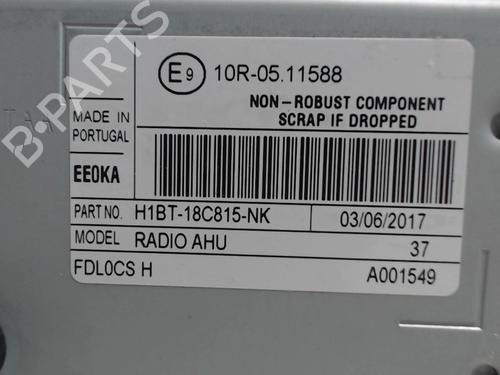 E9 10R-05.11588
NON-ROBUST COMPONENT
SCRAP IF DROPPED
MADE IN
PORTUGAL
EE0KA
PART NO. H1BT-18C815-NK 03/06/2017
MODEL RADIO AHU 37
FDL0CS H A001549
B-PARTS